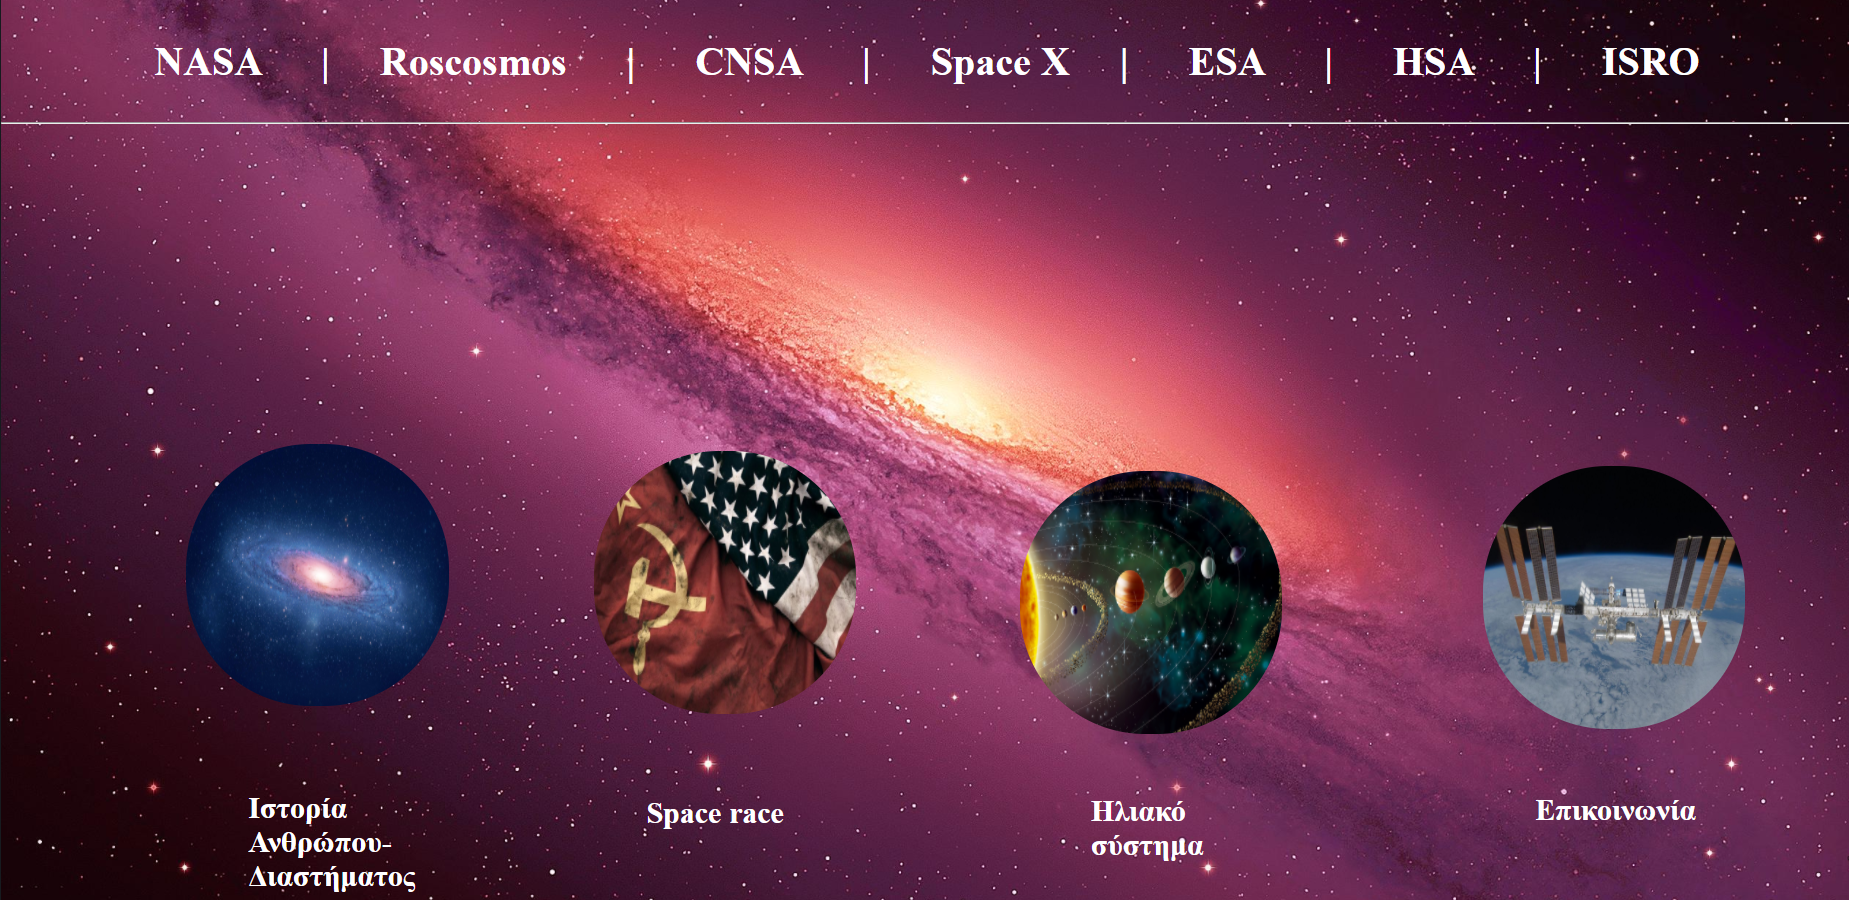 NASA | Roscosmos | CNSA | Space X | ESA | HSA | ISRO
Ιστορία
Ανθρώπου-
Διαστήματος
Space race
Ηλιακό
σύστημα
Επικοινωνία